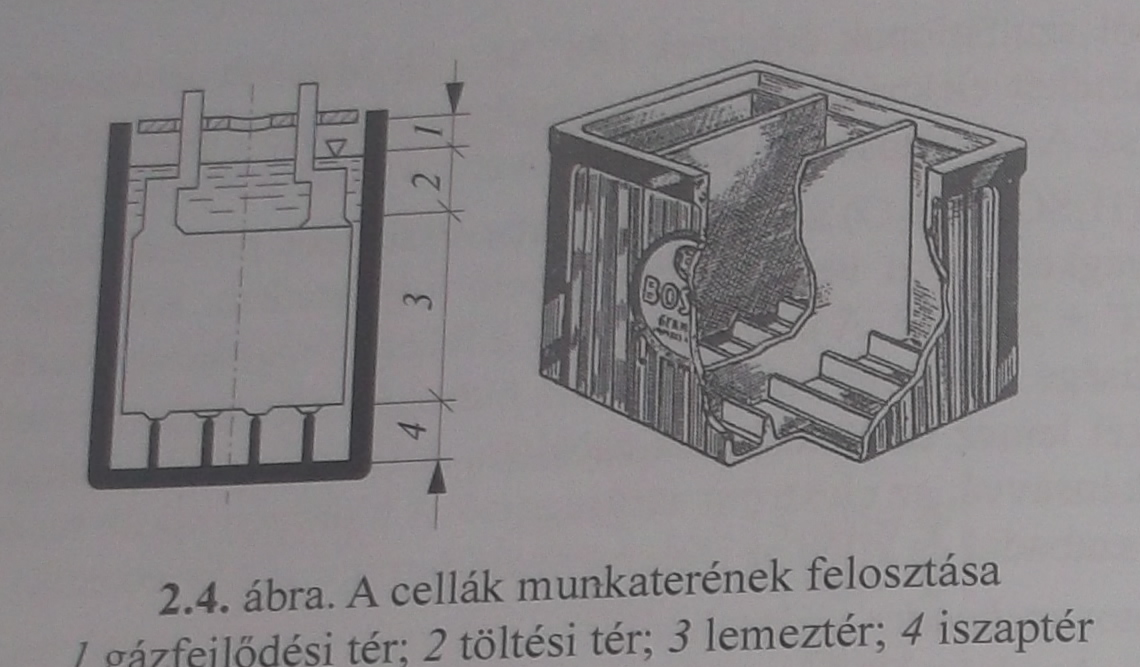 1
2
3
4
BOS
2.4. ábra. A cellák munkaterének felosztása
1 gázfejlődési tér; 2 töltési tér; 3 lemeztér; 4 iszaptér